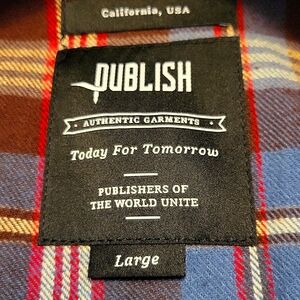 California, USA
PUBLISH
AUTHENTIC GARMENTS
Today For Tomorrow
PUBLISHERS OF
THE WORLD UNITE
Large